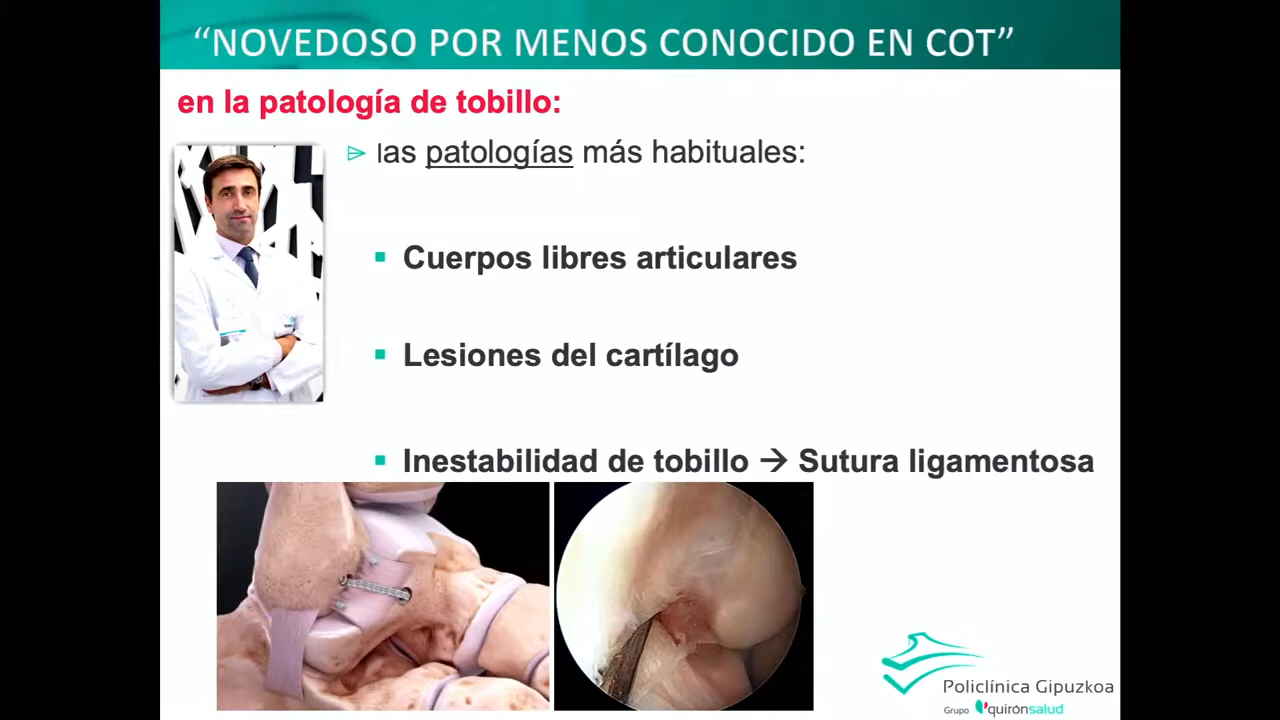 “NOVEDOSO POR MENOS CONOCIDO EN COT”
en la patología de tobillo:
las patologías más habituales:
Cuerpos libres articulares
Lesiones del cartílago
Inestabilidad de tobillo → Sutura ligamentosa
Policlínica Gipuzkoa
Grupo quirónsalud